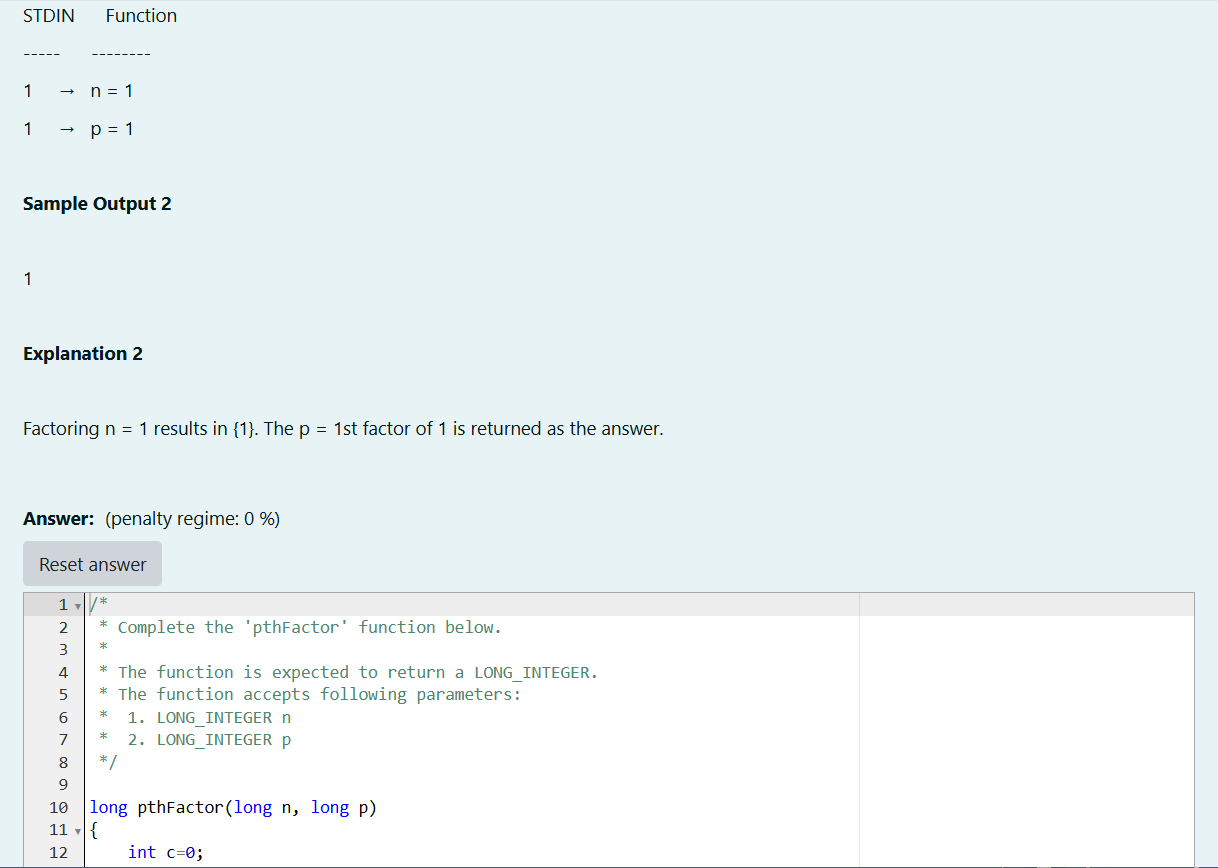 STDIN Function
----- --------
1 → n = 1
1 → p = 1
Sample Output 2
1
Explanation 2
Factoring n = 1 results in {1}. The p = 1st factor of 1 is returned as the answer.
Answer: (penalty regime: 0 %)
Reset answer
1 /*
2 * Complete the 'pthFactor' function below.
3 *
4 * The function is expected to return a LONG_INTEGER.
5 * The function accepts following parameters:
6 * 1. LONG_INTEGER n
7 * 2. LONG_INTEGER p
8 */
9
10 long pthFactor(long n, long p)
11 {
12 int c=0;